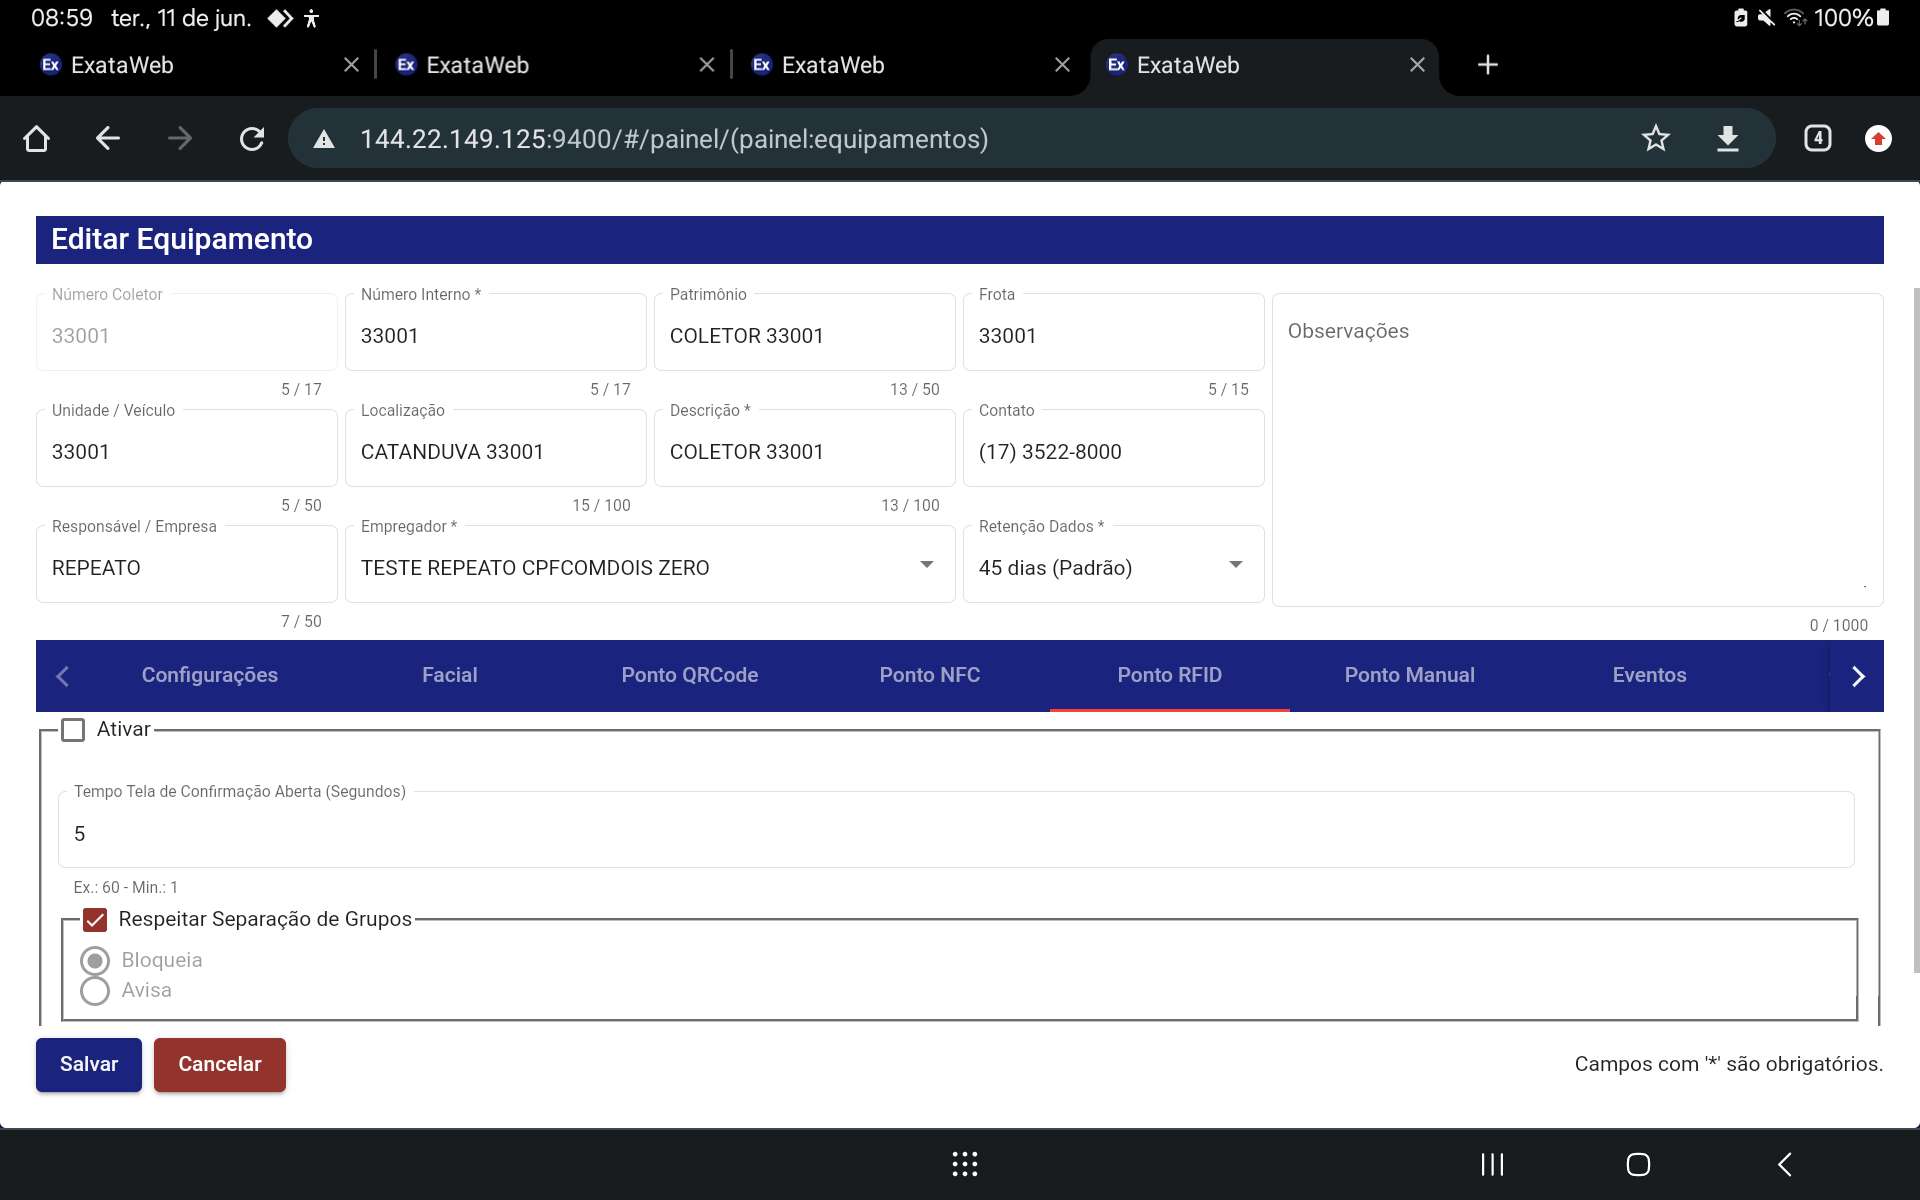 08:59 ter., 11 de jun. 100%
Ex ExataWeb Ex ExataWeb Ex ExataWeb Ex ExataWeb
144.22.149.125:9400/#/painel/(painel:equipamentos) 4
Editar Equipamento
Número Coletor Número Interno * Patrimônio Frota
33001 33001 COLETOR 33001 33001 Observações
5 / 17 5 / 17 13 / 50 5 / 15
Unidade / Veículo Localização Descrição * Contato
33001 CATANDUVA 33001 COLETOR 33001 (17) 3522-8000
5 / 50 15 / 100 13 / 100
Responsável / Empresa Empregador * Retenção Dados *
REPEATO TESTE REPEATO CPFCOMDOIS ZERO 45 dias (Padrão)
7 / 50 0 / 1000
Configurações Facial Ponto QRCode Ponto NFC Ponto RFID Ponto Manual Eventos
Ativar
Tempo Tela de Confirmação Aberta (Segundos)
5
Ex.: 60 - Min.: 1
Respeitar Separação de Grupos
Bloqueia
Avisa
Salvar Cancelar Campos com '*' são obrigatórios.